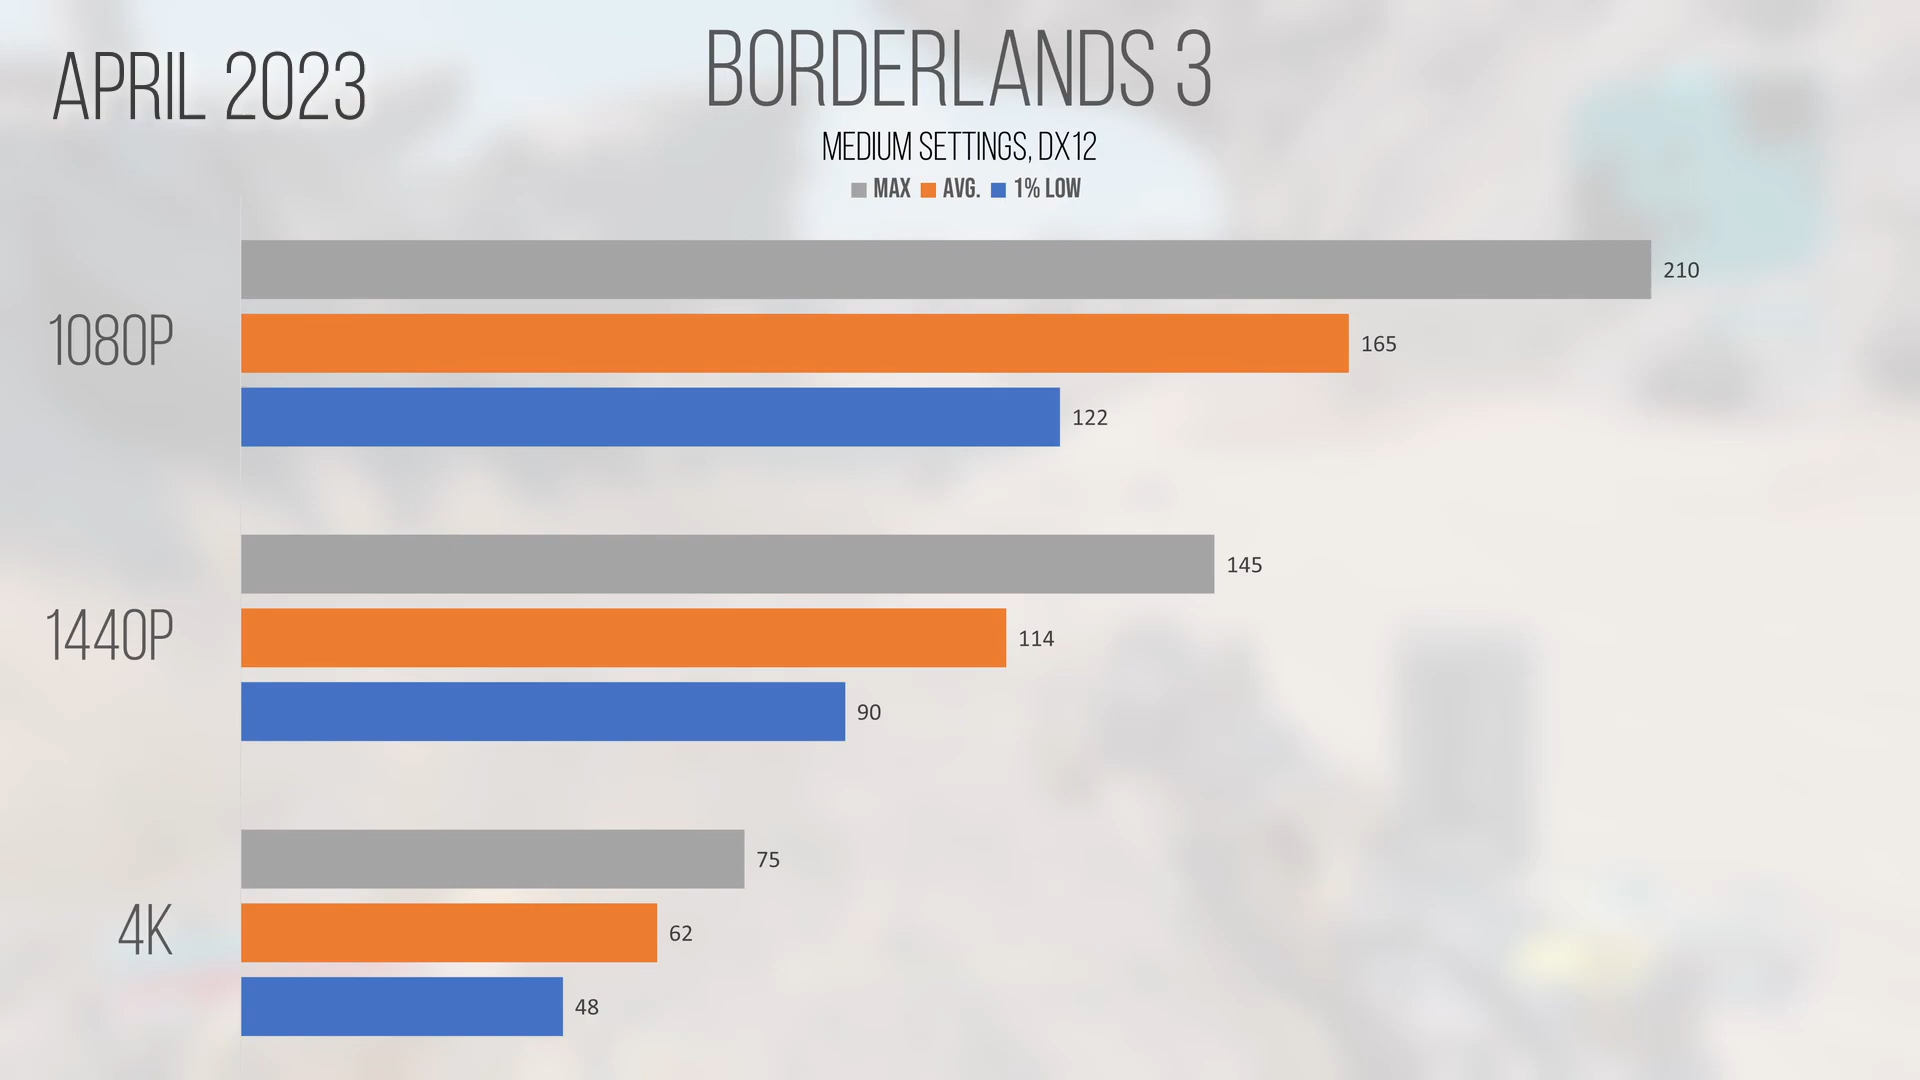 APRIL 2023
BORDERLANDS 3
MEDIUM SETTINGS, DX12
MAX AVG. 1% LOW
1080P
210
165
122
1440P
145
114
90
4K
75
62
48